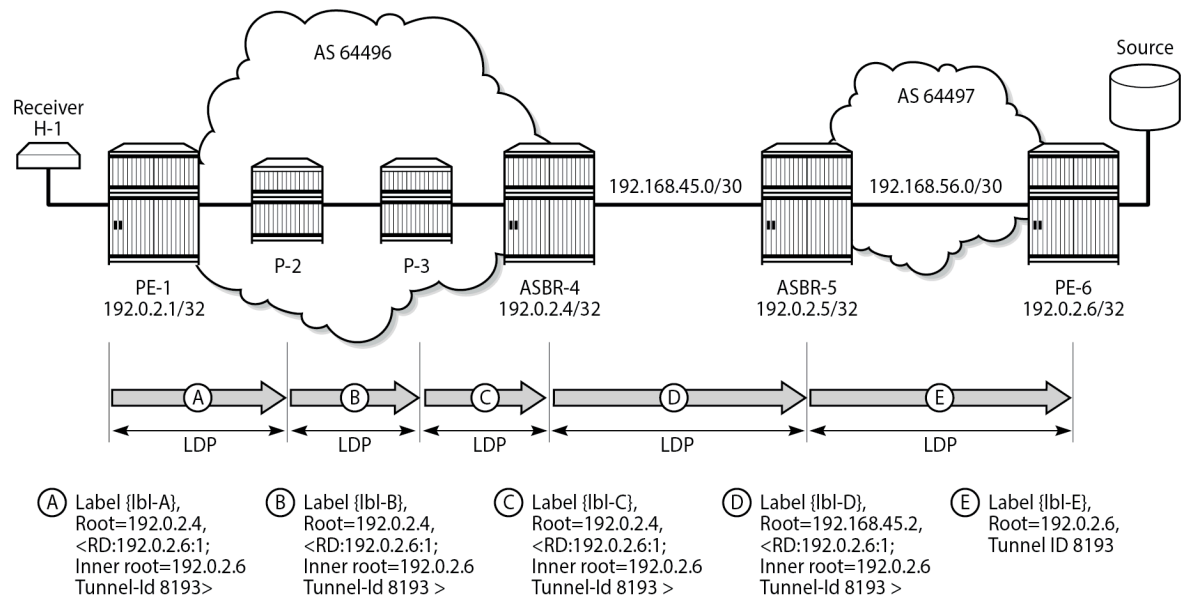 AS 64496
AS 64497
Source
Receiver
H-1
192.168.45.0/30
192.168.56.0/30
P-2
P-3
PE-1
192.0.2.1/32
ASBR-4
192.0.2.4/32
ASBR-5
192.0.2.5/32
PE-6
192.0.2.6/32
A
B
C
D
E
LDP
LDP
LDP
LDP
LDP
A Label {lbl-A},
Root=192.0.2.4,
<RD:192.0.2.6:1;
Inner root=192.0.2.6
Tunnel-Id 8193>
B Label {lbl-B},
Root=192.0.2.4,
<RD:192.0.2.6:1;
Inner root=192.0.2.6
Tunnel-Id 8193 >
C Label {lbl-C},
Root=192.0.2.4,
<RD:192.0.2.6:1;
Inner root=192.0.2.6
Tunnel-Id 8193 >
D Label {lbl-D},
Root=192.168.45.2,
<RD:192.0.2.6:1;
Inner root=192.0.2.6
Tunnel-Id 8193 >
E Label {lbl-E},
Root=192.0.2.6,
Tunnel ID 8193